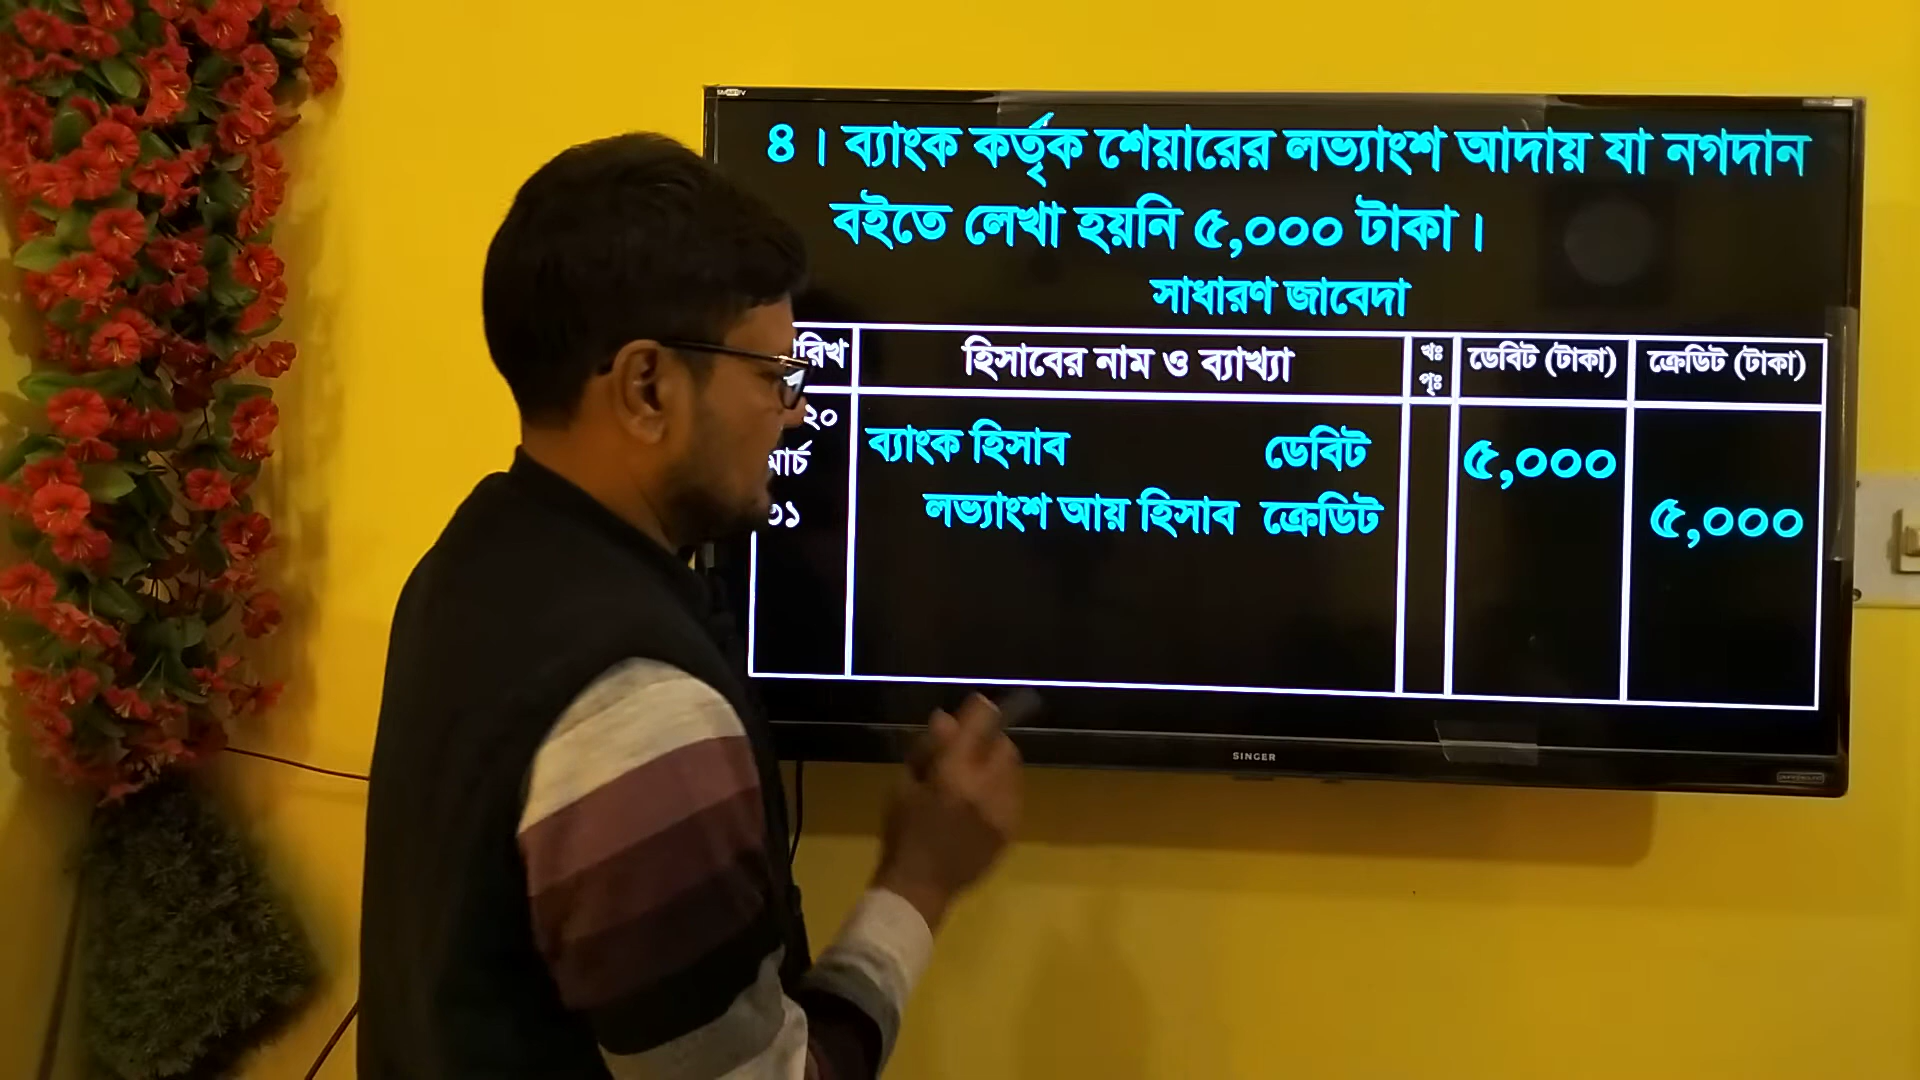 ৪। ব্যাংক কর্তৃক শেয়ারের লভ্যাংশ আদায় যা নগদান
বইতে লেখা হয়নি ৫,০০০ টাকা।
সাধারণ জাবেদা
হিসাবের নাম ও ব্যাখ্যা খঃ পৃঃ ডেবিট (টাকা) ক্রেডিট (টাকা)
২০
মার্চ
৩১
ব্যাংক হিসাব ডেবিট ৫,০০০
লভ্যাংশ আয় হিসাব ক্রেডিট ৫,০০০
SINGER